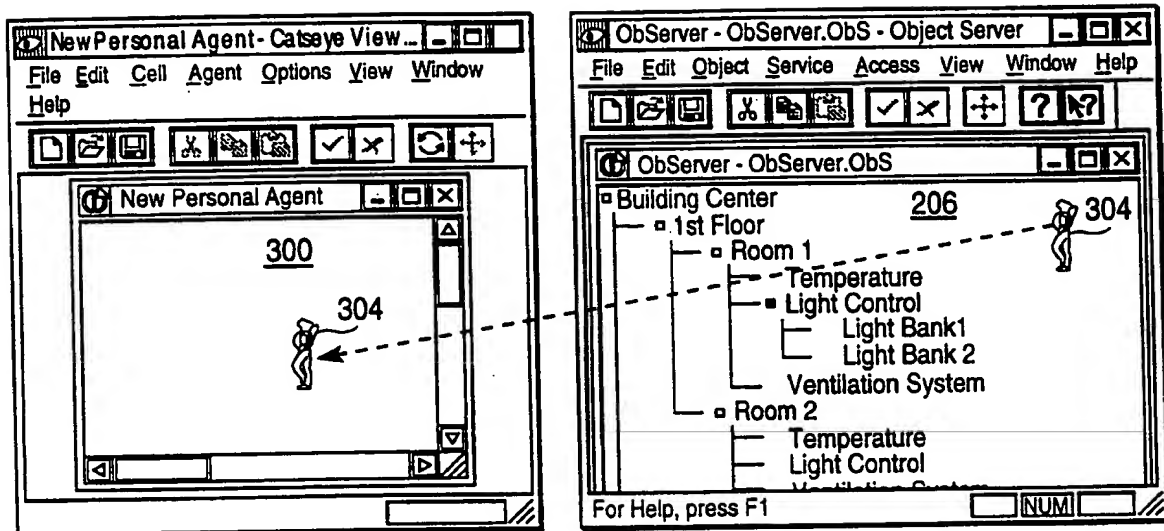 NewPersonal Agent- Catseye View...
File Edit Cell Agent Options View Window
Help
New Personal Agent
300
304
ObServer - ObServer.ObS - Object Server
File Edit Object Service Access View Window Help
? ?
ObServer - ObServer.ObS
Building Center
206
304
1st Floor
Room 1
Temperature
Light Control
Light Bank1
Light Bank 2
Ventilation System
Room 2
Temperature
Light Control
Ventilation System
For Help, press F1
NUM